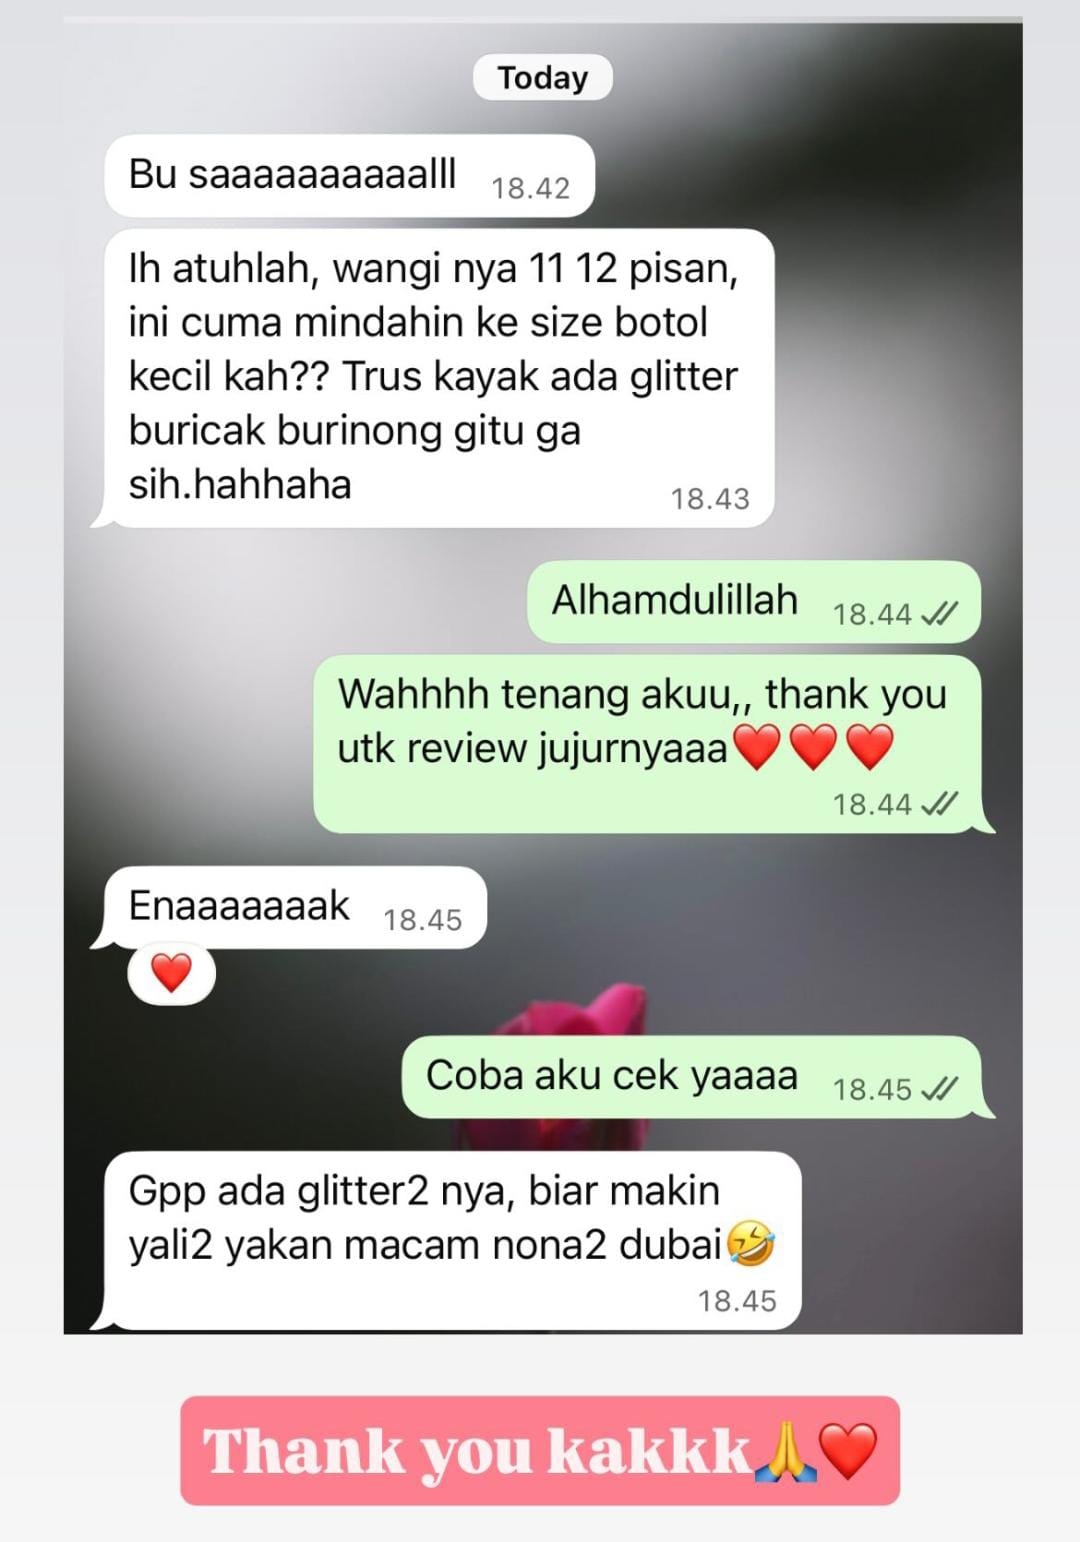 Today
Bu saaaaaaaaaalll 18.42
Ih atuhlah, wangi nya 11 12 pisan,
ini cuma mindahin ke size botol
kecil kah?? Trus kayak ada glitter
buricak burinong gitu ga
sih.hahhaha 18.43
Alhamdulillah 18.44
Wahhhh tenang akuu,, thank you
utk review jujurnyaaa❤️❤️❤️
18.44
Enaaaaaaak 18.45
❤️
Coba aku cek yaaaa 18.45
Gpp ada glitter2 nya, biar makin
yali2 yakan macam nona2 dubai🤣
18.45
Thank you kakkk🙏❤️